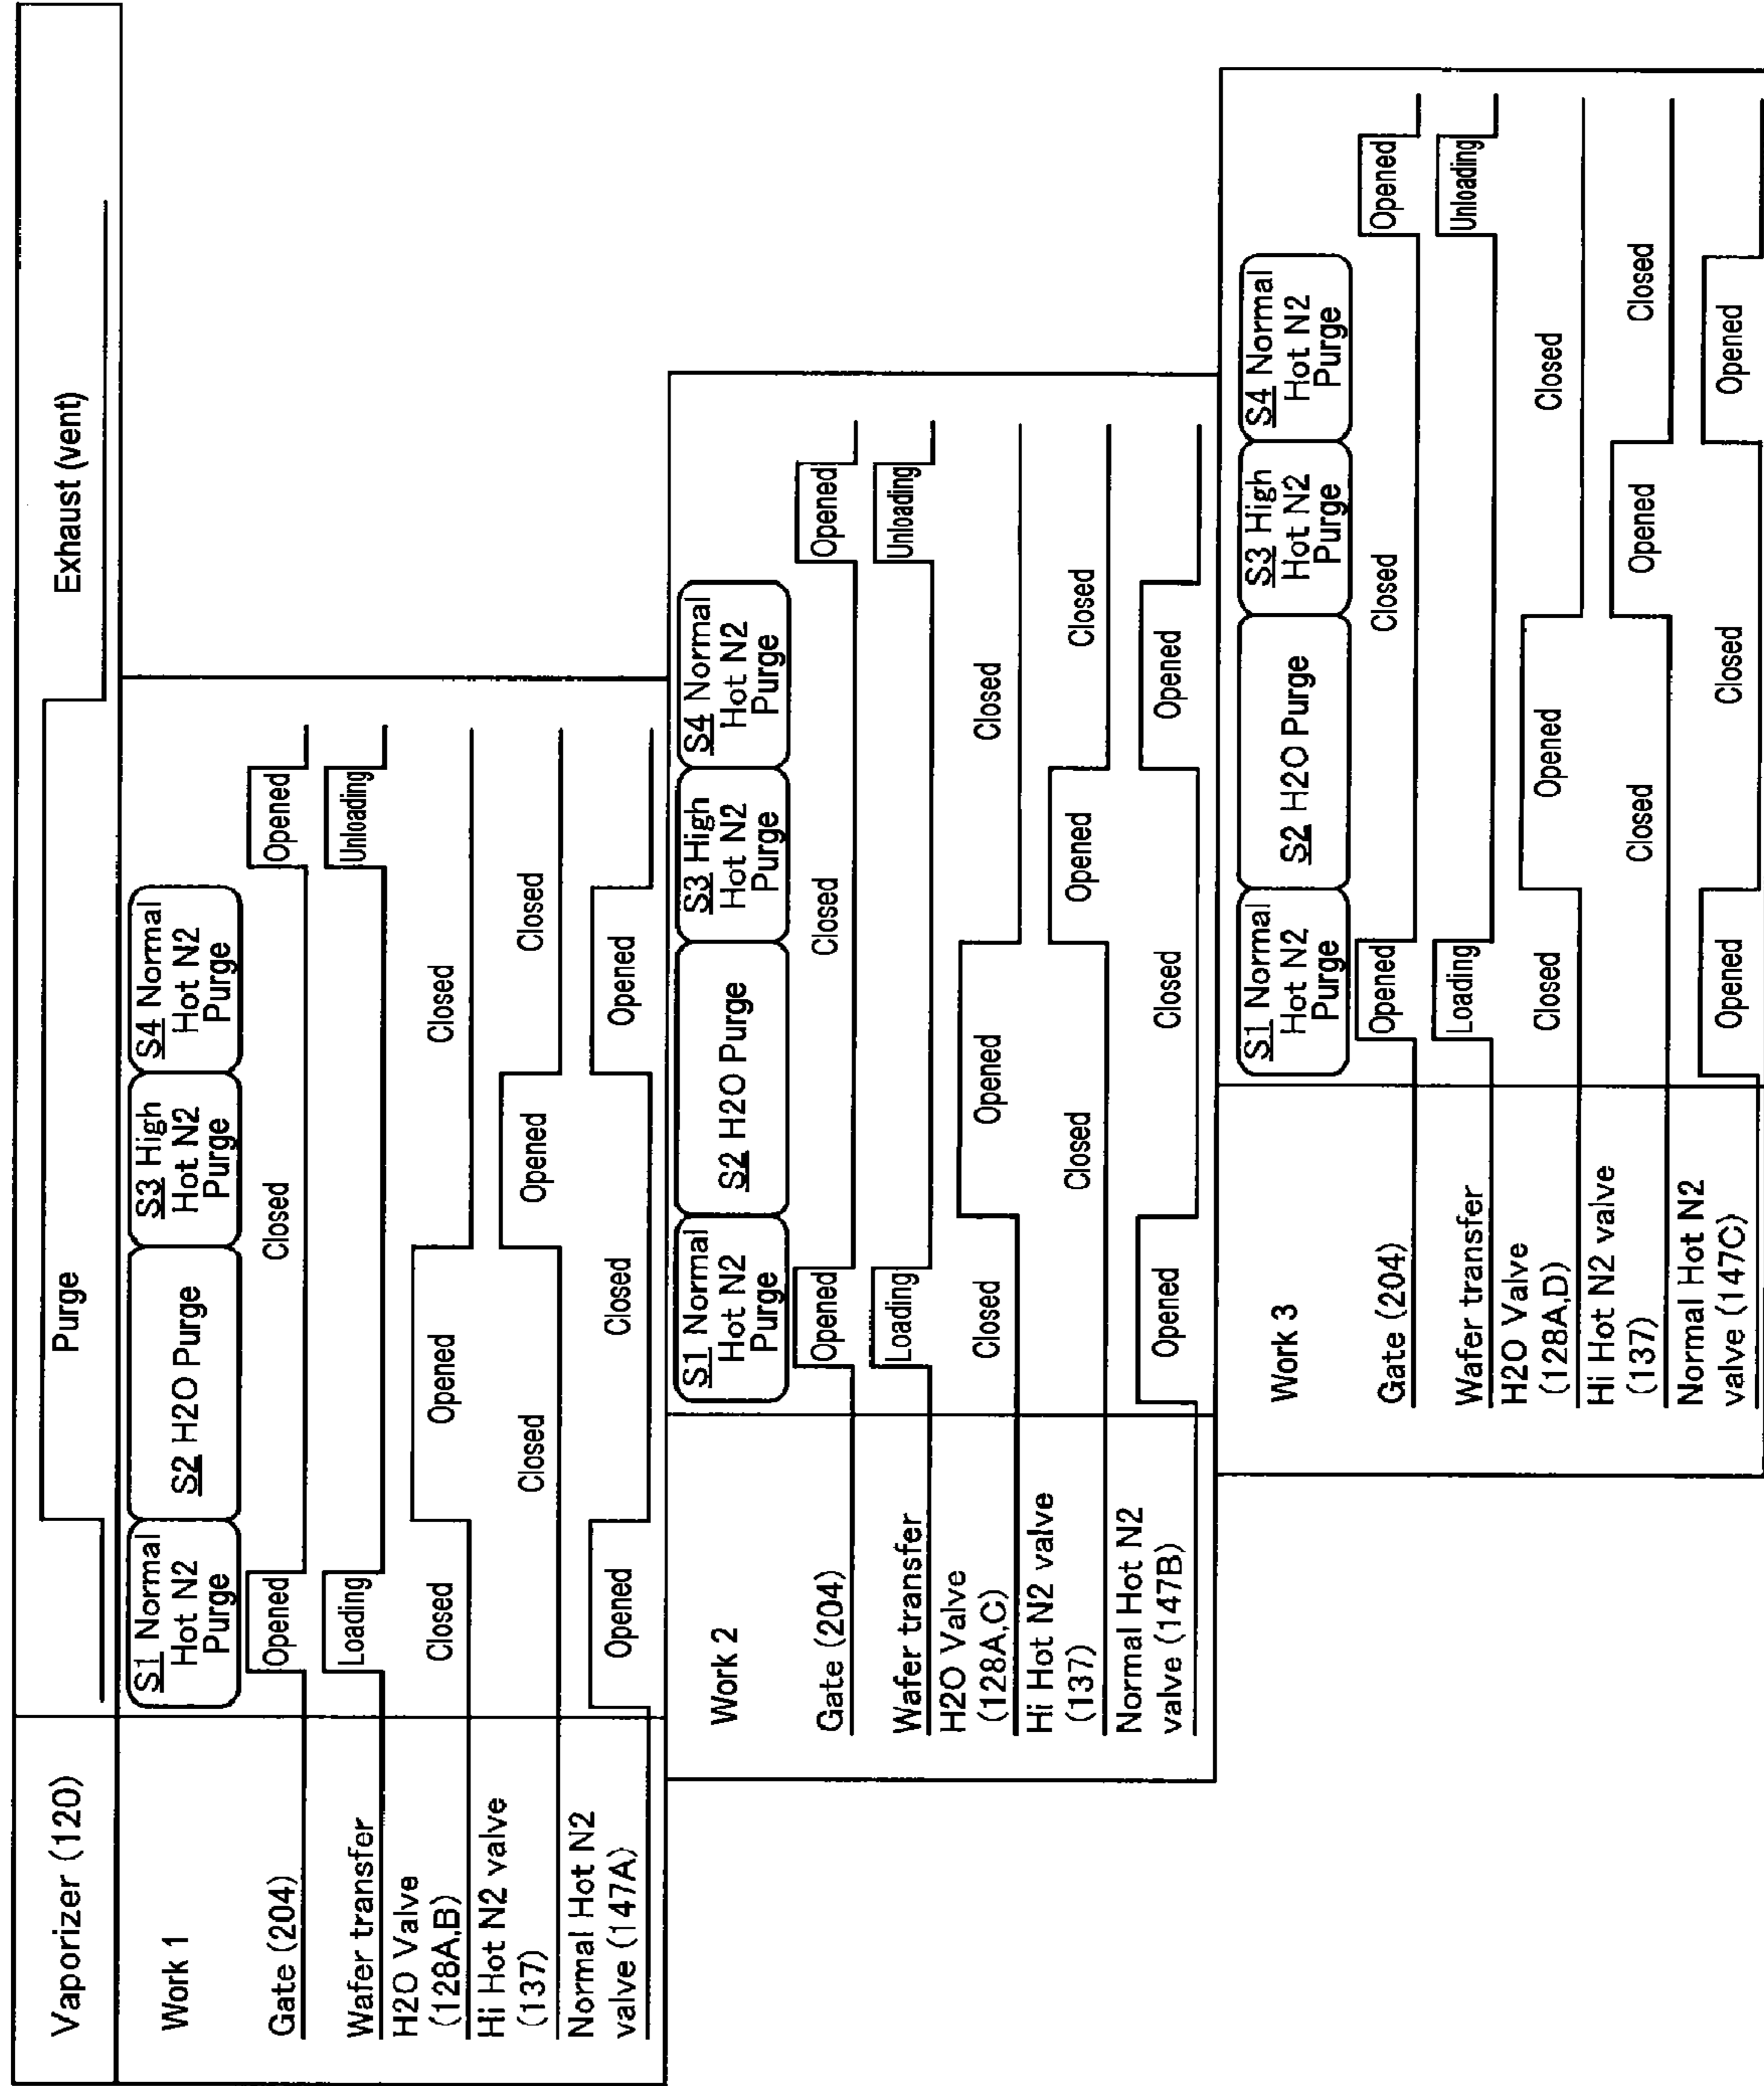 Vaporizer (120)
Purge
Exhaust (vent)
Work 1
S1 Normal
Hot N2
Purge
S2 H2O Purge
S3 High
Hot N2
Purge
S4 Normal
Hot N2
Purge
Gate (204)
Opened
Closed
Opened
Wafer transfer
Loading
Unloading
H2O Valve
(128A,B)
Closed
Opened
Closed
Hi Hot N2 valve
(137)
Closed
Opened
Closed
Normal Hot N2
valve (147A)
Opened
Closed
Opened
Work 2
S1 Normal
Hot N2
Purge
S2 H2O Purge
S3 High
Hot N2
Purge
S4 Normal
Hot N2
Purge
Gate (204)
Opened
Closed
Opened
Wafer transfer
Loading
Unloading
H2O Valve
(128A,C)
Closed
Opened
Closed
Hi Hot N2 valve
(137)
Closed
Opened
Closed
Normal Hot N2
valve (147B)
Opened
Closed
Opened
Work 3
S1 Normal
Hot N2
Purge
S2 H2O Purge
S3 High
Hot N2
Purge
S4 Normal
Hot N2
Purge
Gate (204)
Opened
Closed
Opened
Wafer transfer
Loading
Unloading
H2O Valve
(128A,D)
Closed
Opened
Closed
Hi Hot N2 valve
(137)
Closed
Opened
Closed
Normal Hot N2
valve (147C)
Opened
Closed
Opened